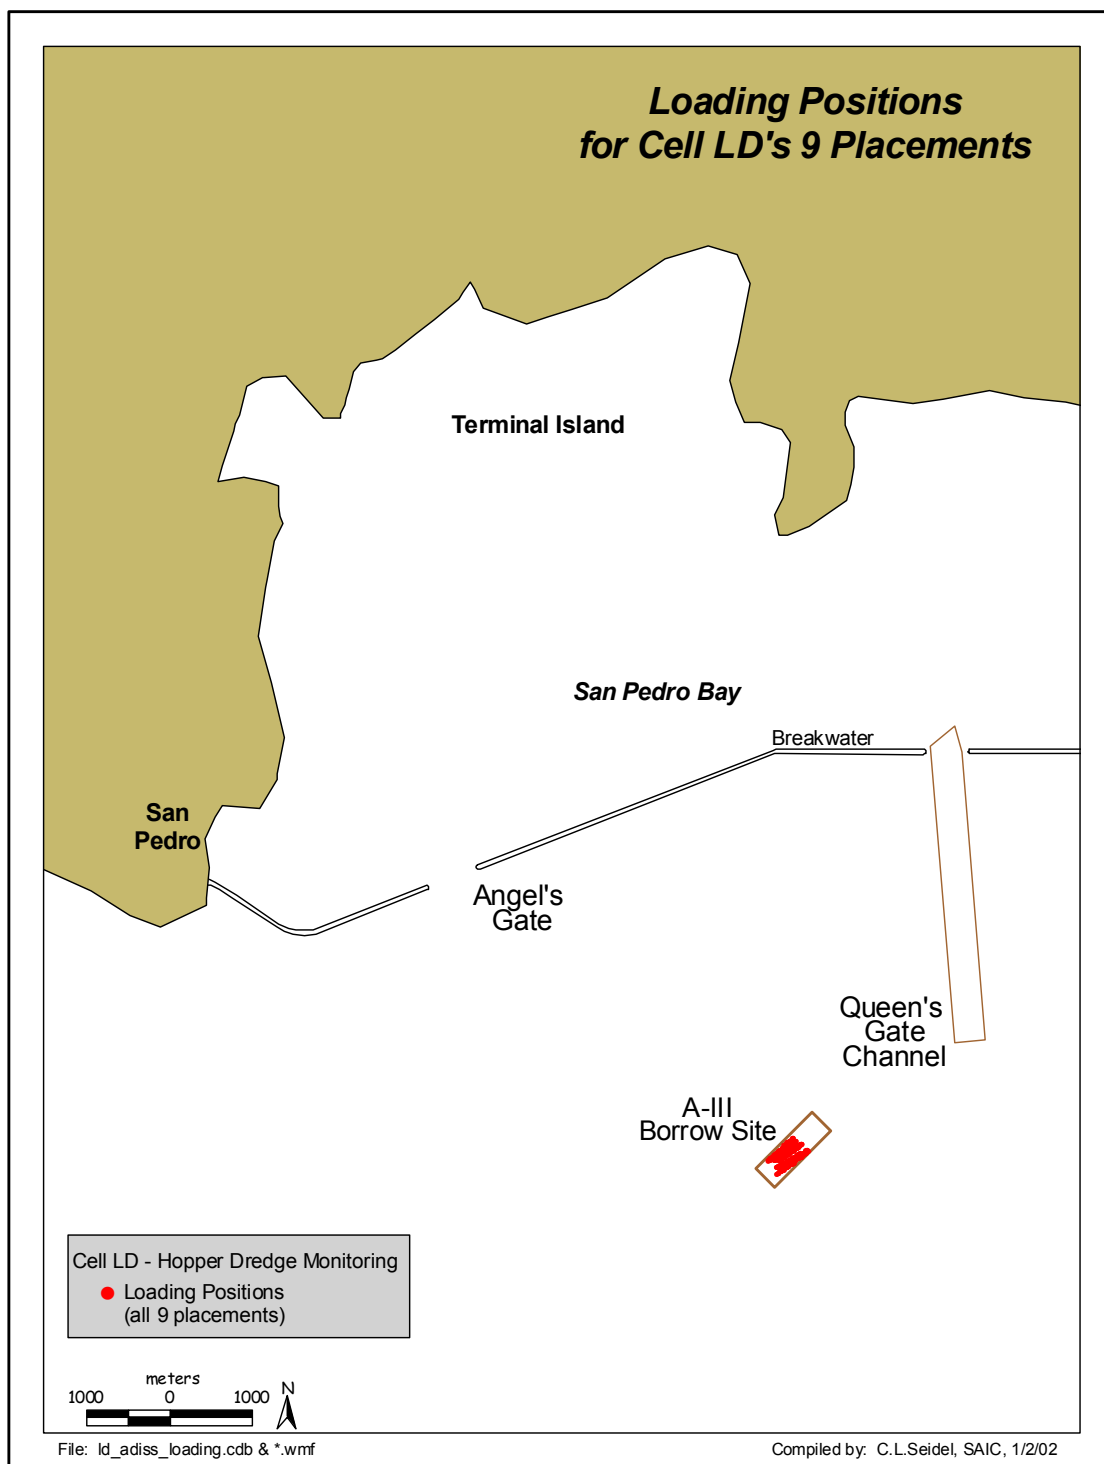 Loading Positions
for Cell LD's 9 Placements
Terminal Island
San Pedro Bay
Breakwater
San
Pedro
Angel's
Gate
Queen's
Gate
Channel
A-III
Borrow Site
Cell LD - Hopper Dredge Monitoring
Loading Positions
(all 9 placements)
meters
1000 0 1000
N
File: ld_adiss_loading.cdb & *.wmf
Compiled by: C.L.Seidel, SAIC, 1/2/02